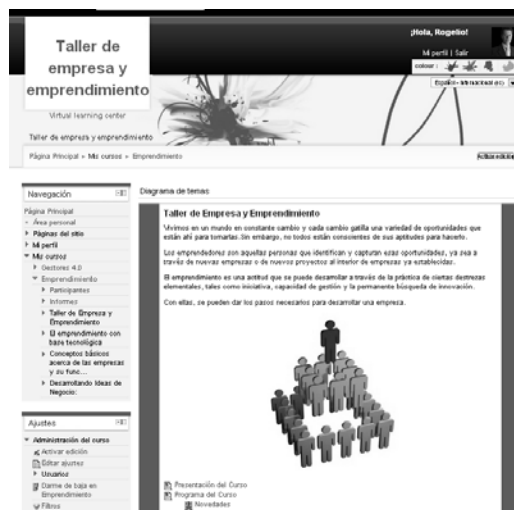 ¡Hola, Rogelio!
Mi perfil | Salir
colour :
Español - Internacional (es)
Taller de
empresa y
emprendimiento
Virtual learning center
Taller de empresa y emprendimiento
Página Principal ► Mis cursos ► Emprendimiento
Activar edición
Navegación
Página Principal
Área personal
Páginas del sitio
Mi perfil
Mis cursos
Gestores 4.0
Emprendimiento
Participantes
Informes
Taller de Empresa y
Emprendimiento
El emprendimiento con
base tecnológica
Conceptos básicos
acerca de las empresas
y su func...
Desarrollando Ideas de
Negocio:
Ajustes
Administración del curso
Activar edición
Editar ajustes
Usuarios
Darme de baja en
Emprendimiento
Filtros
Diagrama de temas
Taller de Empresa y Emprendimiento
Vivimos en un mundo en constante cambio y cada cambio gatilla una variedad de oportunidades que
están ahí para tomarlas. Sin embargo, no todos están conscientes de sus aptitudes para hacerlo.
Los emprendedores son aquellas personas que identifican y capturan esas oportunidades, ya sea a
través de nuevas empresas o de nuevos proyectos al interior de empresas ya establecidas.
El emprendimiento es una actitud que se puede desarrollar a través de la práctica de ciertas destrezas
elementales, tales como iniciativa, capacidad de gestión y la permanente búsqueda de innovación.
Con ellas, se pueden dar los pasos necesarios para desarrollar una empresa.
Presentación del Curso
Programa del Curso
Novedades